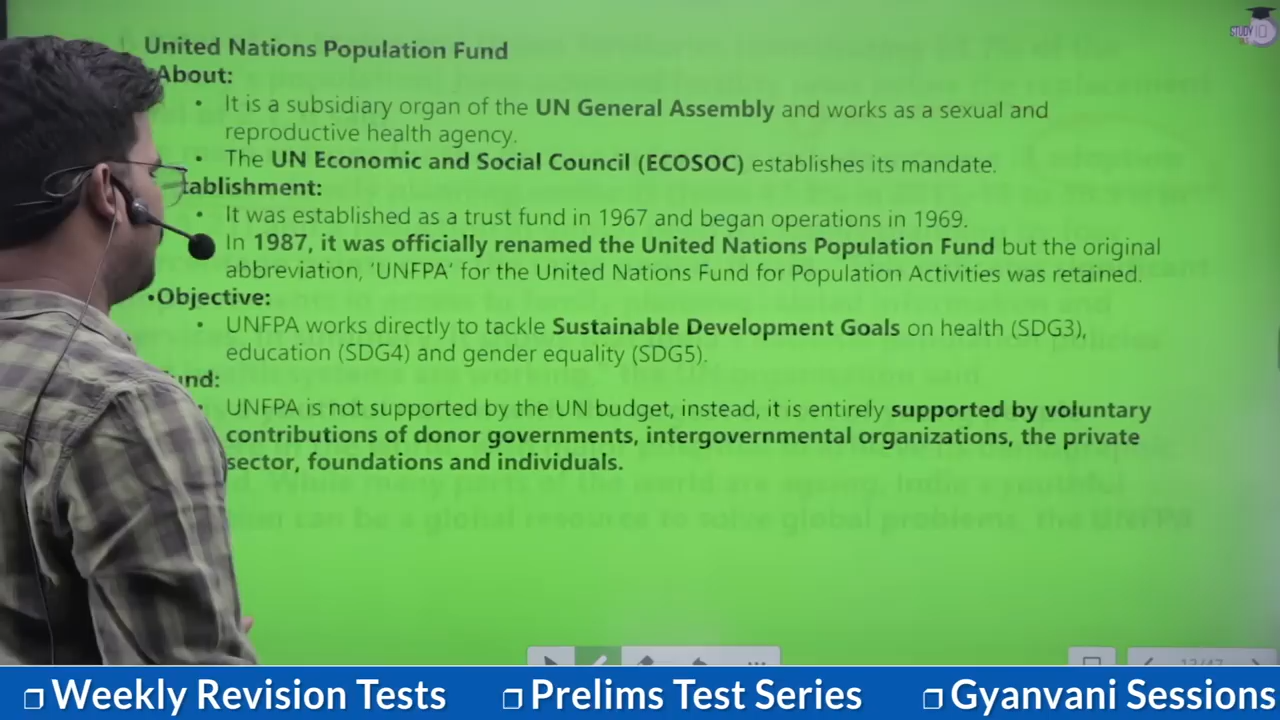 STUDY IQ
United Nations Population Fund
•About:
• It is a subsidiary organ of the UN General Assembly and works as a sexual and
reproductive health agency.
• The UN Economic and Social Council (ECOSOC) establishes its mandate.
tablishment:
• It was established as a trust fund in 1967 and began operations in 1969.
In 1987, it was officially renamed the United Nations Population Fund but the original
abbreviation, 'UNFPA' for the United Nations Fund for Population Activities was retained.
•Objective:
• UNFPA works directly to tackle Sustainable Development Goals on health (SDG3),
education (SDG4) and gender equality (SDG5).
und:
UNFPA is not supported by the UN budget, instead, it is entirely supported by voluntary
contributions of donor governments, intergovernmental organizations, the private
sector, foundations and individuals.
❐ Weekly Revision Tests ❐ Prelims Test Series ❐ Gyanvani Sessions